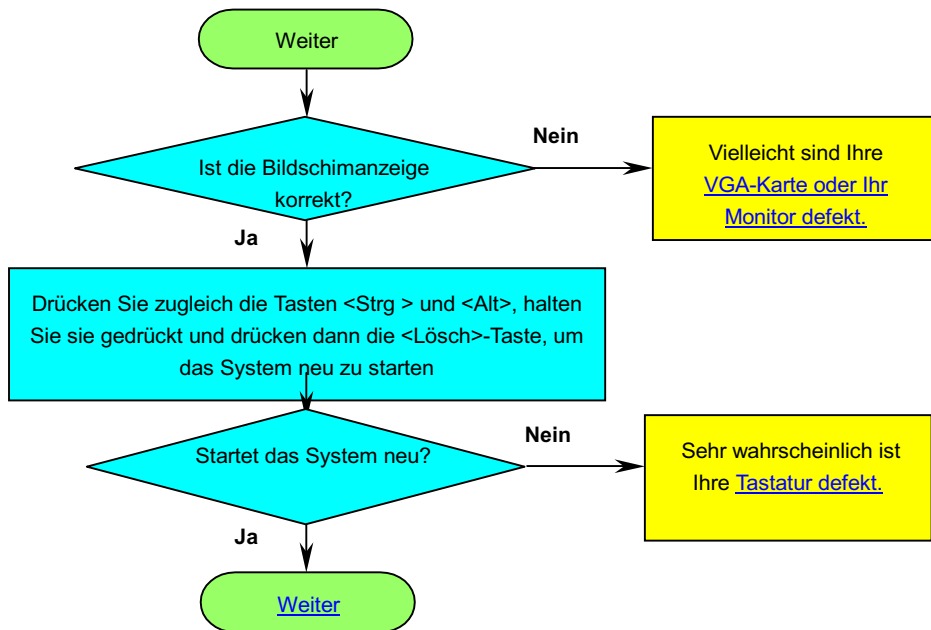 Weiter
Ist die Bildschimanzeige
korrekt?
Nein
Vielleicht sind Ihre
VGA-Karte oder Ihr
Monitor defekt.
Ja
Drücken Sie zugleich die Tasten <Strg > und <Alt>, halten
Sie sie gedrückt und drücken dann die <Lösch>-Taste, um
das System neu zu starten
Startet das System neu?
Nein
Sehr wahrscheinlich ist
Ihre Tastatur defekt.
Ja
Weiter